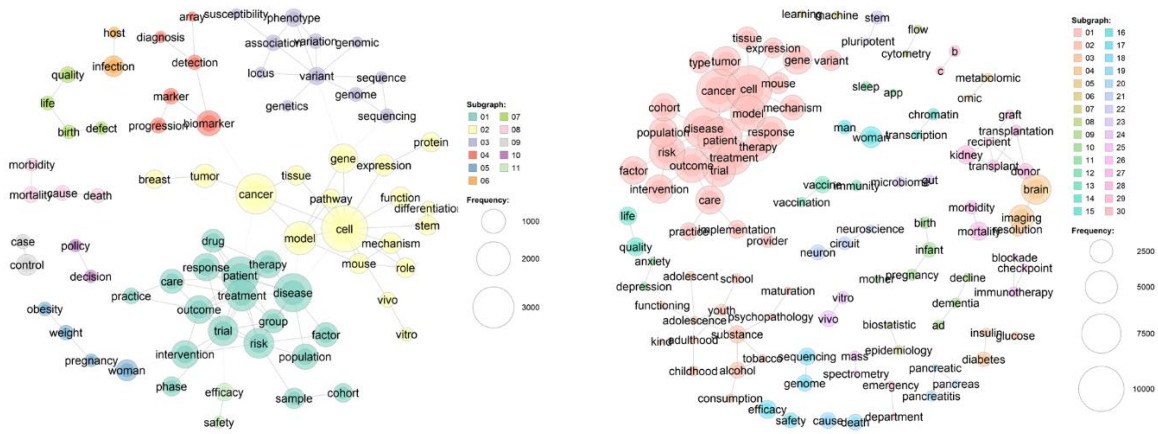 array
susceptibility
phenotype
host
diagnosis
association
variation
genomic
infection
detection
quality
locus
variant
sequence
life
marker
genome
genetics
sequencing
birth
defect
progression
biomarker
protein
gene
expression
morbidity
breast
tumor
tissue
mortality
cause
death
cancer
pathway
function
differentiation
stem
cell
case
policy
drug
model
mechanism
control
decision
response
therapy
patient
mouse
role
care
treatment
disease
practice
vivo
obesity
outcome
group
weight
trial
factor
vitro
risk
pregnancy
intervention
population
woman
phase
efficacy
sample
cohort
safety
Subgraph:
01
02
03
04
05
06
07
08
09
10
11
Frequency:
1000
2000
3000
learning
machine
stem
tissue
flow
pluripotent
expression
b
type
tumor
gene
variant
cytometry
c
metabolomic
cancer
cell
mouse
sleep
app
omic
cohort
model
mechanism
chromatin
graft
population
disease
response
man
woman
transcription
transplantation
recipient
patient
therapy
kidney
risk
treatment
transplant
donor
factor
outcome
trial
vaccine
immunity
microbiome
gut
brain
intervention
vaccination
care
morbidity
life
imaging
practice
implementation
neuroscience
birth
mortality
resolution
provider
circuit
quality
neuron
infant
blockade
anxiety
checkpoint
adolescent
school
mother
pregnancy
decline
depression
maturation
immunotherapy
functioning
youth
vitro
dementia
adolescence
psychopathology
vivo
biostatistic
ad
substance
insulin
glucose
kind
adulthood
epidemiology
tobacco
sequencing
mass
diabetes
childhood
alcohol
spectrometry
pancreatic
genome
emergency
pancreas
consumption
pancreatitis
efficacy
safety
cause
death
department
Subgraph:
01
02
03
04
05
06
07
08
09
10
11
12
13
14
15
16
17
18
19
20
21
22
23
24
25
26
27
28
29
30
Frequency:
2500
5000
7500
10000